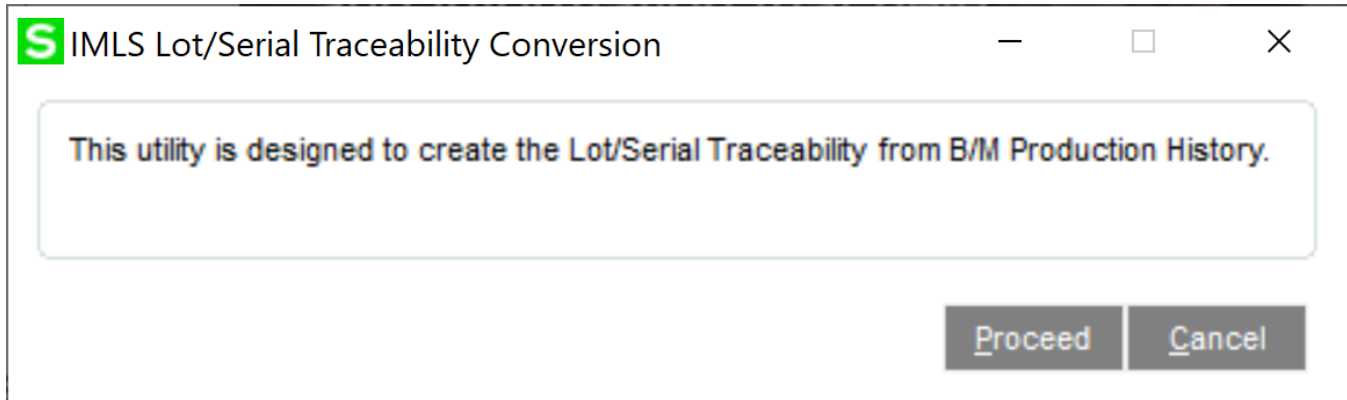 S IMLS Lot/Serial Traceability Conversion
This utility is designed to create the Lot/Serial Traceability from B/M Production History.
Proceed Cancel